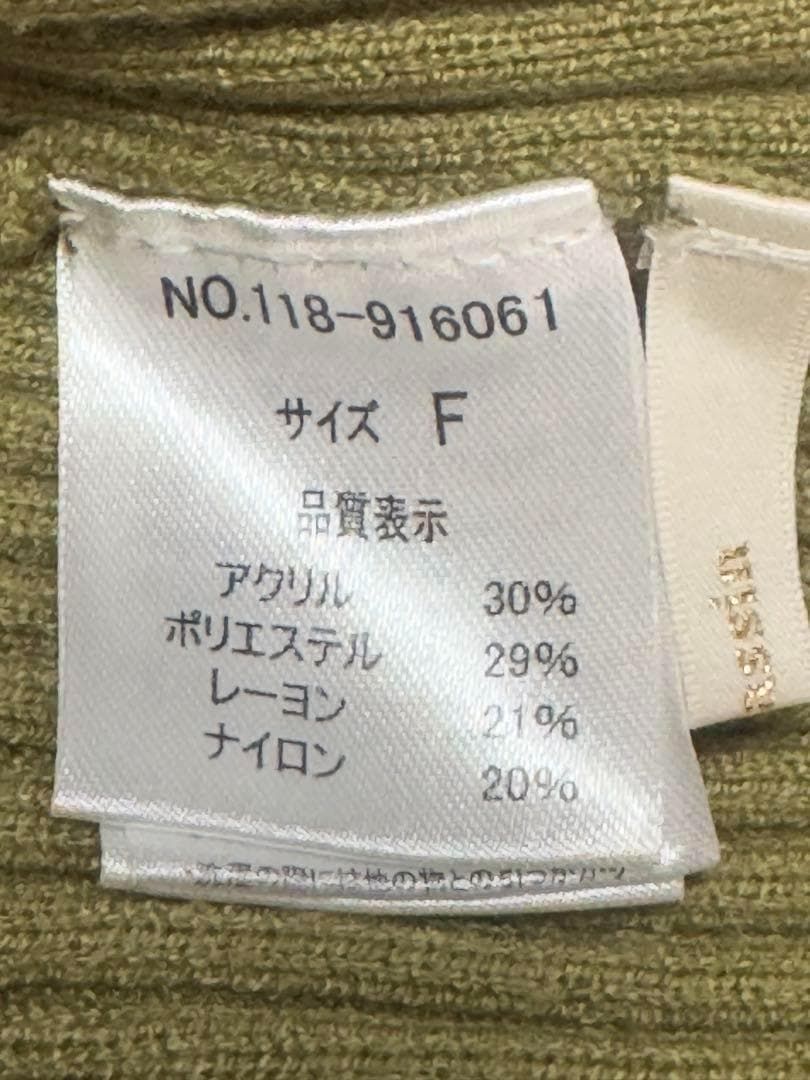 NO.118-916061
サイズ F
品質表示
アクリル 30%
ポリエステル 29%
レーヨン 21%
ナイロン 20%